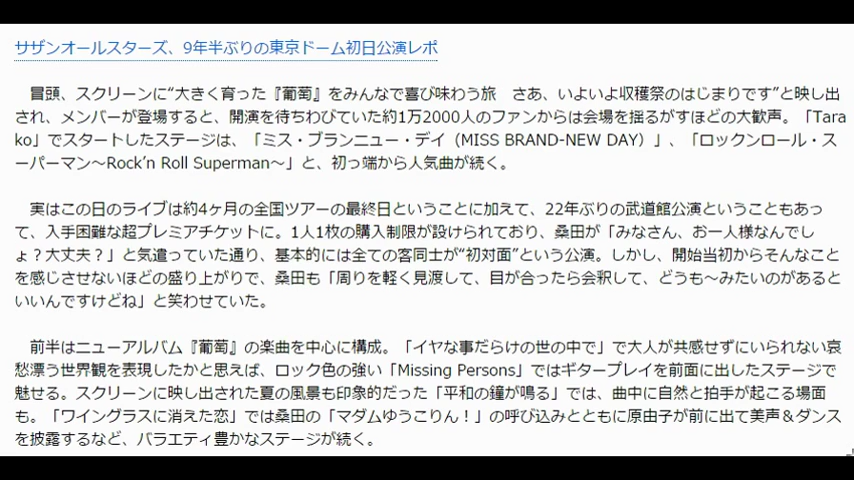 サザンオールスターズ、9年半ぶりの東京ドーム初日公演レポ
冒頭、スクリーンに“大きく育った『葡萄』をみんなで喜び味わう旅　さあ、いよいよ収穫祭のはじまりです”と映し出
され、メンバーが登場すると、開演を待ちわびていた約1万2000人のファンからは会場を揺るがすほどの大歓声。「Tara
ko」でスタートしたステージは、「ミス・ブランニュー・デイ（MISS BRAND-NEW DAY）」、「ロックンロール・ス
ーパーマン～Rock’n Roll Superman～」と、初っ端から人気曲が続く。
実はこの日のライブは約4ヶ月の全国ツアーの最終日ということに加えて、22年ぶりの武道館公演ということもあっ
て、入手困難な超プレミアチケットに。1人1枚の購入制限が設けられており、桑田が「みなさん、お一人様なんでし
ょ？大丈夫？」と気遣っていた通り、基本的には全ての客同士が“初対面”という公演。しかし、開始当初からそんなこと
を感じさせないほどの盛り上がりで、桑田も「周りを軽く見渡して、目が合ったら会釈して、どうも～みたいのがあると
いいんですけどね」と笑わせていた。
前半はニューアルバム『葡萄』の楽曲を中心に構成。「イヤな事だらけの世の中で」で大人が共感せずにいられない哀
愁漂う世界観を表現したかと思えば、ロック色の強い「Missing Persons」ではギタープレイを前面に出したステージで
魅せる。スクリーンに映し出された夏の風景も印象的だった「平和の鐘が鳴る」では、曲中に自然と拍手が起こる場面
も。「ワイングラスに消えた恋」では桑田の「マダムゆうこりん！」の呼び込みとともに原由子が前に出て美声＆ダンス
を披露するなど、バラエティ豊かなステージが続く。